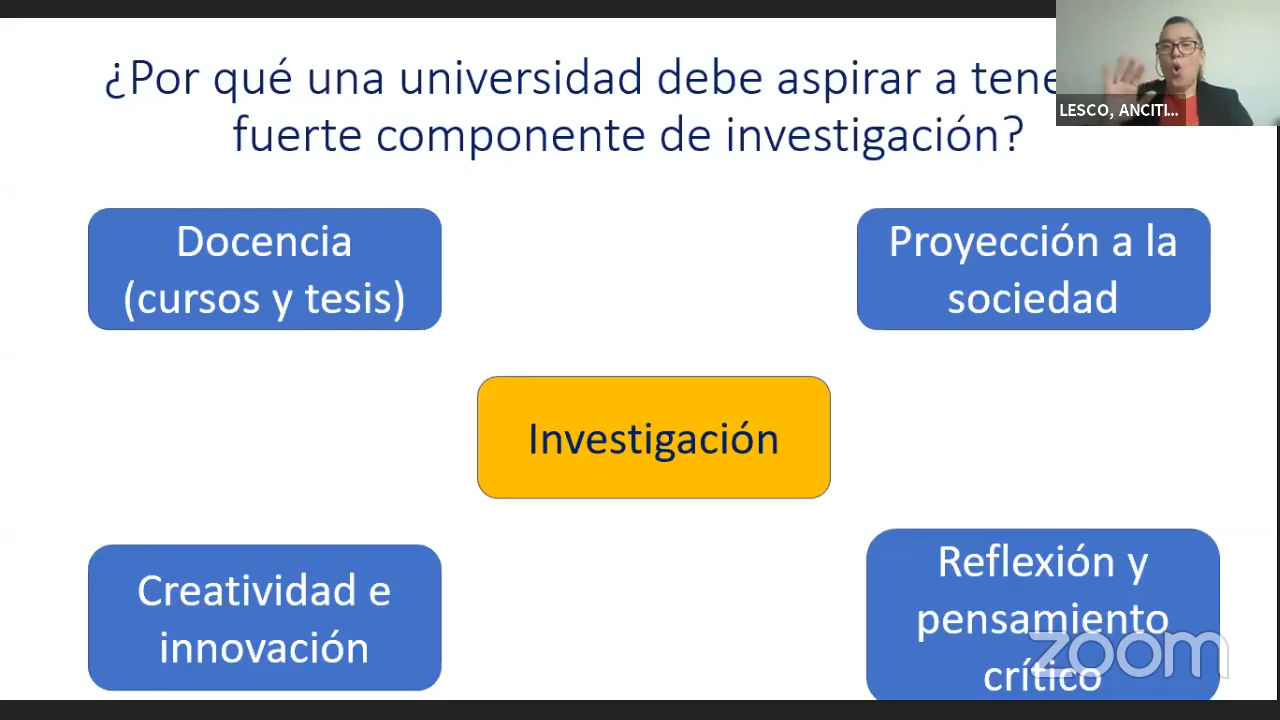 ¿Por qué una universidad debe aspirar a tene
fuerte componente de investigación?
LESCO, ANCITI...
Docencia
(cursos y tesis)
Proyección a la
sociedad
Investigación
Creatividad e
innovación
Reflexión y
pensamiento
crítico
zoom